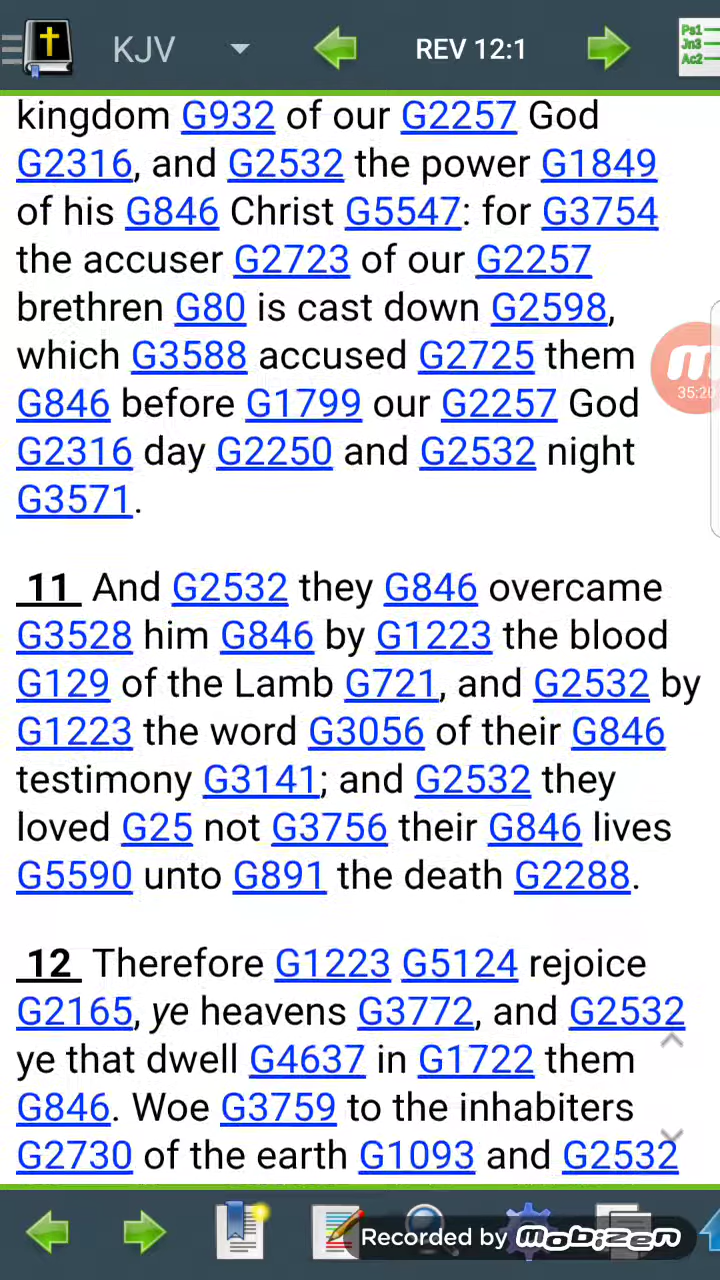 KJV REV 12:1 Ps1
Jn3
Ac2
kingdom G932 of our G2257 God
G2316, and G2532 the power G1849
of his G846 Christ G5547: for G3754
the accuser G2723 of our G2257
brethren G80 is cast down G2598,
which G3588 accused G2725 them
35:20
G846 before G1799 our G2257 God
G2316 day G2250 and G2532 night
G3571.
11 And G2532 they G846 overcame
G3528 him G846 by G1223 the blood
G129 of the Lamb G721, and G2532 by
G1223 the word G3056 of their G846
testimony G3141; and G2532 they
loved G25 not G3756 their G846 lives
G5590 unto G891 the death G2288.
12 Therefore G1223 G5124 rejoice
G2165, ye heavens G3772, and G2532
ye that dwell G4637 in G1722 them
G846. Woe G3759 to the inhabiters
G2730 of the earth G1093 and G2532
Recorded by mobizen